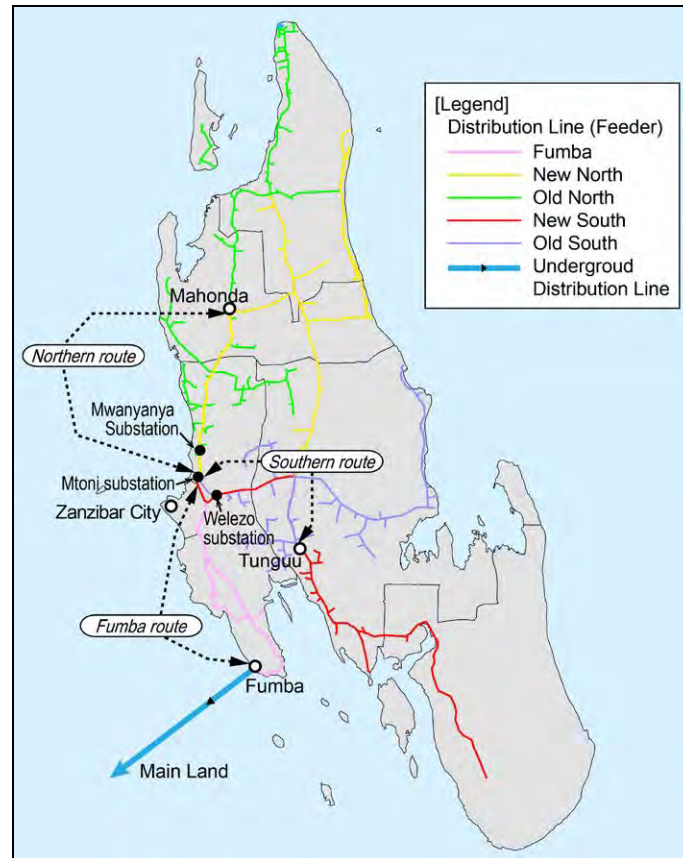 [Legend]
Distribution Line (Feeder)
Fumba
New North
Old North
New South
Old South
Undergroud
Distribution Line
Mahonda
Northern route
Mwanyanya
Substation
Mtoni substation
Southern route
Zanzibar City
Welezo
substation
Tunguu
Fumba route
Fumba
Main Land